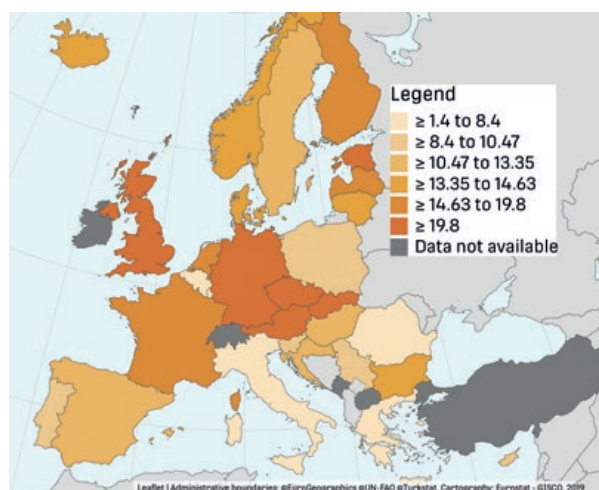 Legend
≥ 1.4 to 8.4
≥ 8.4 to 10.47
≥ 10.47 to 13.35
≥ 13.35 to 14.63
≥ 14.63 to 19.8
≥ 19.8
Data not available
Leaflet | Administrative boundaries: ©EuroGeographics ©UN-FAO ©Turkstat, Cartography: Eurostat - GISCO, 2019